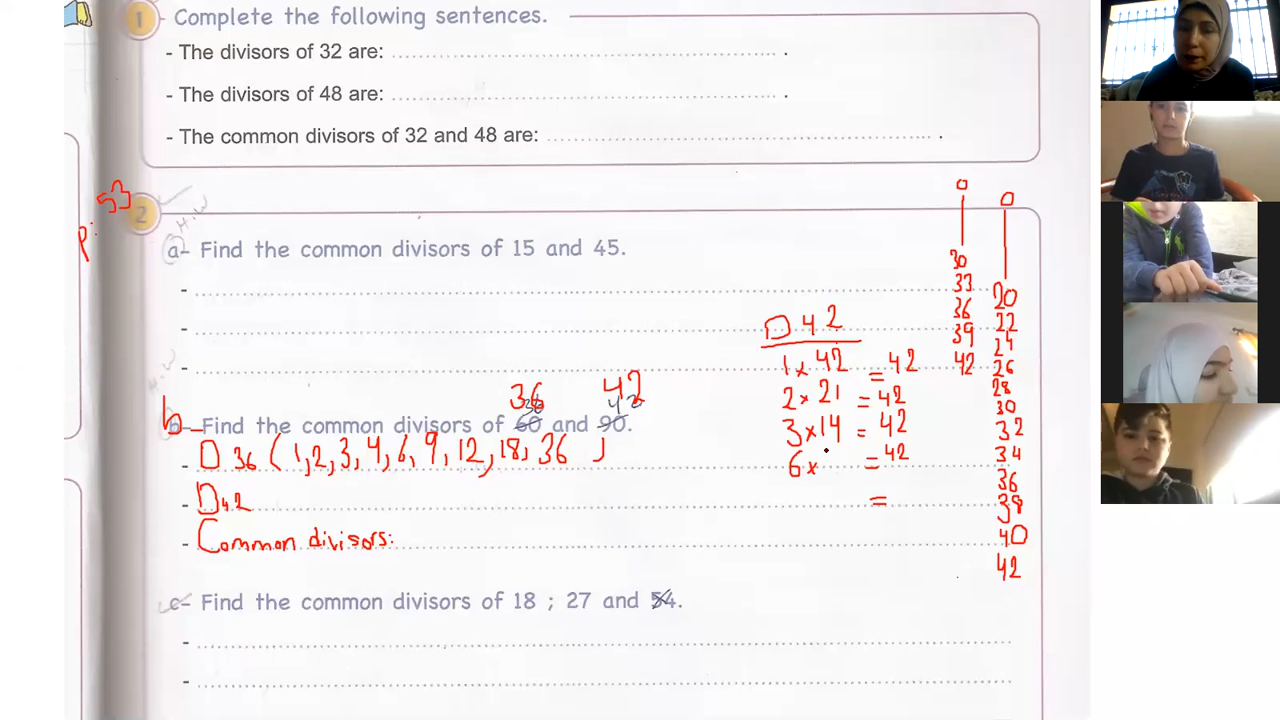 1
Complete the following sentences.
- The divisors of 32 are: .
- The divisors of 48 are: .
- The common divisors of 32 and 48 are: .
p: 53
2
H.W
a- Find the common divisors of 15 and 45.
-
-
-
H.W
36 42
30 42
b- Find the common divisors of 60 and 90.
- D 36 (1,2,3,4,6,9,12,18,36)
- D42
- Common divisors:
c- Find the common divisors of 18 ; 27 and 54.
-
-
D 42
1 x 42 = 42
2 x 21 = 42
3 x 14 = 42
6 x = 42
=
0
30
33
36
39
42
0
20
22
24
26
28
30
32
34
36
38
40
42